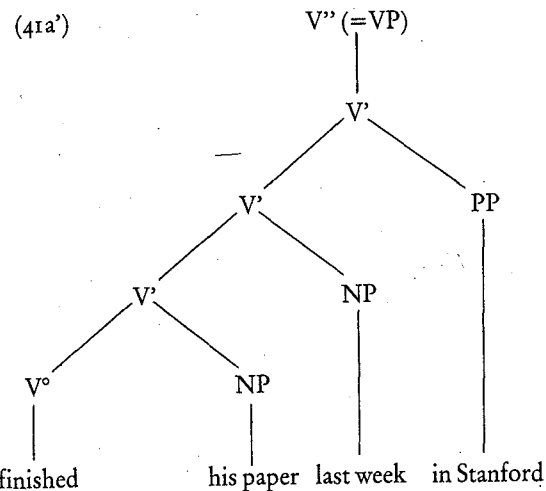 (41a') V” (=VP)
V’
V’ PP
V’ NP
V° NP
finished his paper last week in Stanford